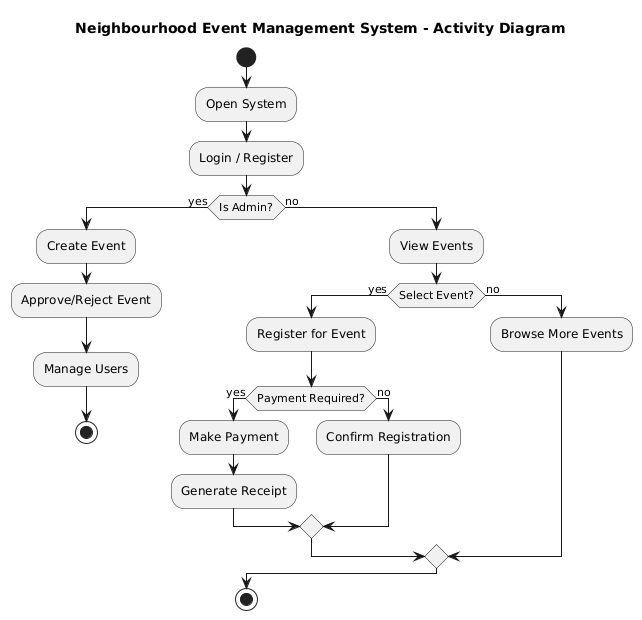 Neighbourhood Event Management System - Activity Diagram
Open System
Login / Register
yes
Is Admin?
no
Create Event
View Events
Approve/Reject Event
yes
Select Event?
no
Manage Users
Register for Event
Browse More Events
yes
Payment Required?
no
Make Payment
Confirm Registration
Generate Receipt